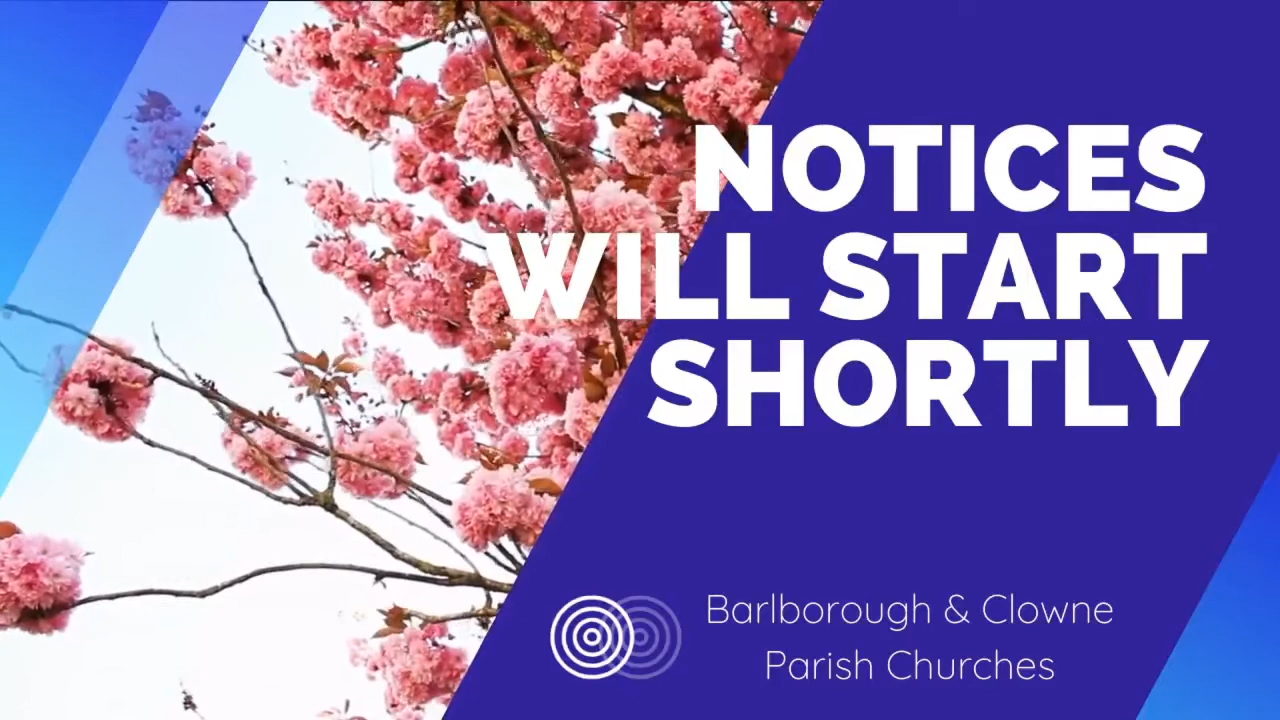 NOTICES
WILL START
SHORTLY
Barlborough & Clowne
Parish Churches